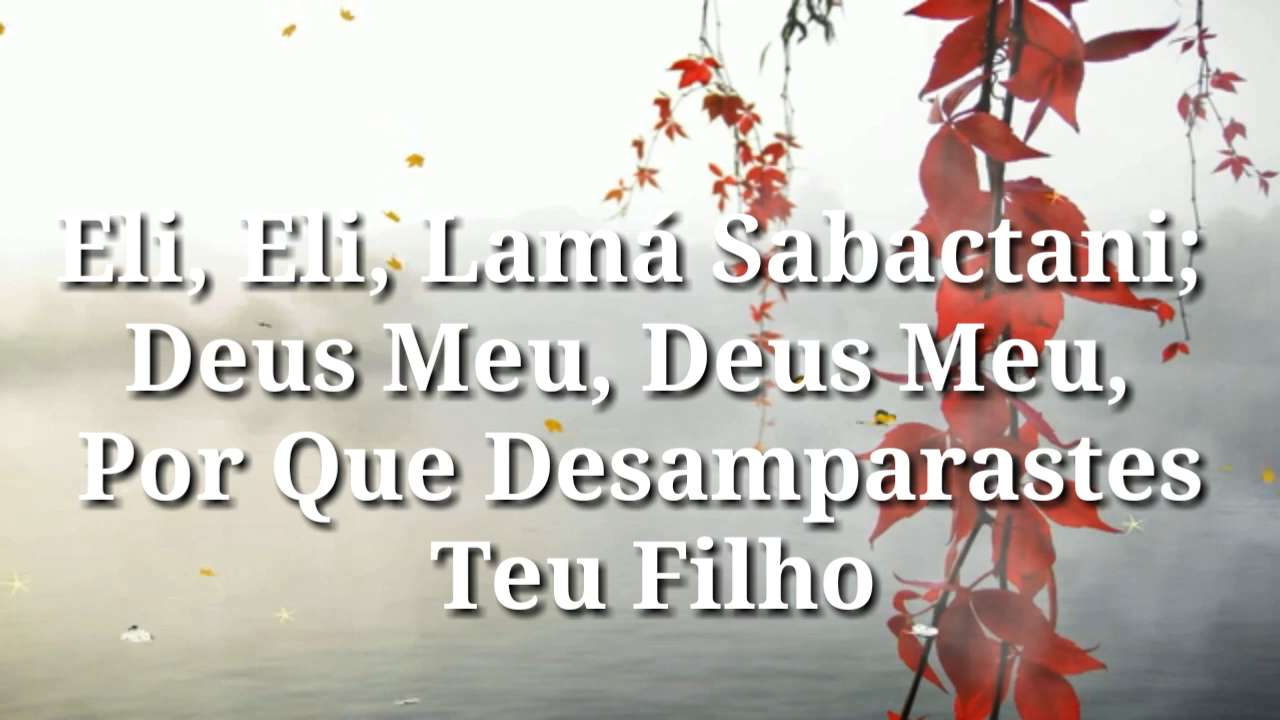 Eli, Eli, Lamá Sabactani;
Deus Meu, Deus Meu,
Por Que Desamparastes
Teu Filho